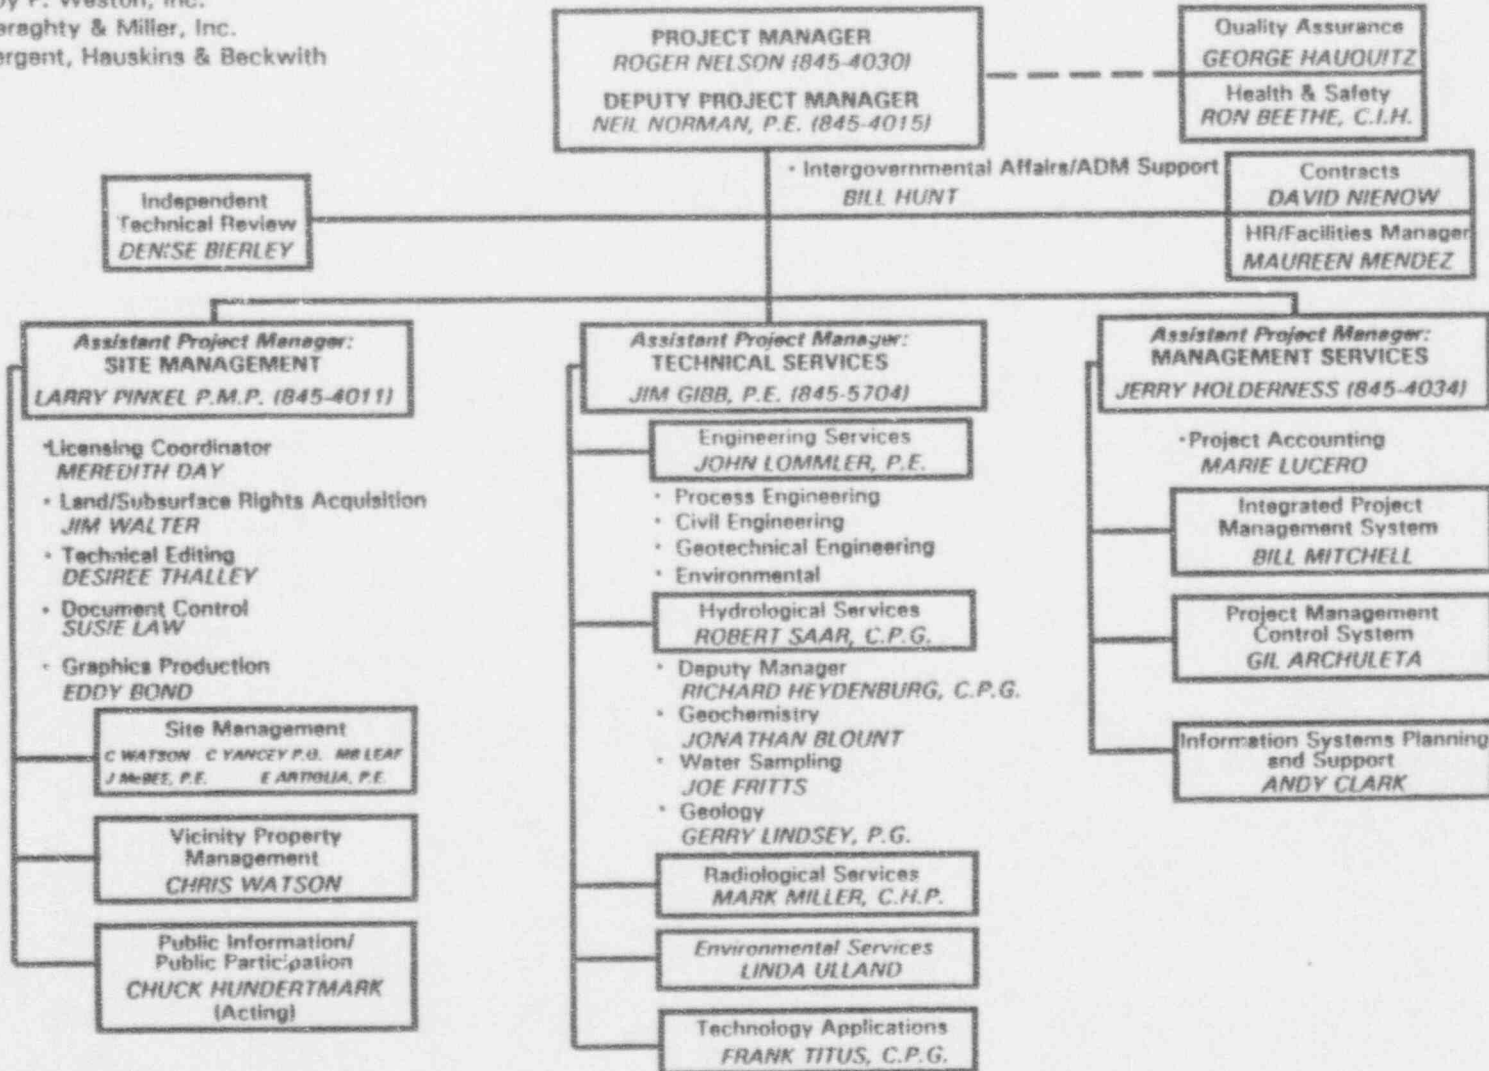 Weston, Inc.
& Miller, Inc.
Hauskins & Beckwith
PROJECT MANAGER
ROGER NELSON (845-4030)
DEPUTY PROJECT MANAGER
NEIL NORMAN, P.E. (845-4015)
Quality Assurance
GEORGE HAUQUITZ
Health & Safety
RON BEETHE, C.I.H.
· Intergovernmental Affairs/ADM Support
BILL HUNT
Independent
Technical Review
DENISE BIERLEY
Contracts
DAVID NIENOW
HR/Facilities Manager
MAUREEN MENDEZ
Assistant Project Manager:
SITE MANAGEMENT
LARRY PINKEL P.M.P. (845-4011)
·Licensing Coordinator
MEREDITH DAY
· Land/Subsurface Rights Acquisition
JIM WALTER
· Technical Editing
DESIREE THALLEY
· Document Control
SUSIE LAW
· Graphics Production
EDDY BOND
Site Management
C WATSON C YANCEY P.G. MB LEAF
J McBEE, P.E. E ARTIGLIA, P.E.
Vicinity Property
Management
CHRIS WATSON
Public Information/
Public Participation
CHUCK HUNDERTMARK
(Acting)
Assistant Project Manager:
TECHNICAL SERVICES
JIM GIBB, P.E. (845-5704)
Engineering Services
JOHN LOMMLER, P.E.
· Process Engineering
· Civil Engineering
· Geotechnical Engineering
· Environmental
Hydrological Services
ROBERT SAAR, C.P.G.
· Deputy Manager
RICHARD HEYDENBURG, C.P.G.
· Geochemistry
JONATHAN BLOUNT
· Water Sampling
JOE FRITTS
· Geology
GERRY LINDSEY, P.G.
Radiological Services
MARK MILLER, C.H.P.
Environmental Services
LINDA ULLAND
Technology Applications
FRANK TITUS, C.P.G.
Assistant Project Manager:
MANAGEMENT SERVICES
JERRY HOLDERNESS (845-4034)
·Project Accounting
MARIE LUCERO
Integrated Project
Management System
BILL MITCHELL
Project Management
Control System
GIL ARCHULETA
Information Systems Planning
and Support
ANDY CLARK